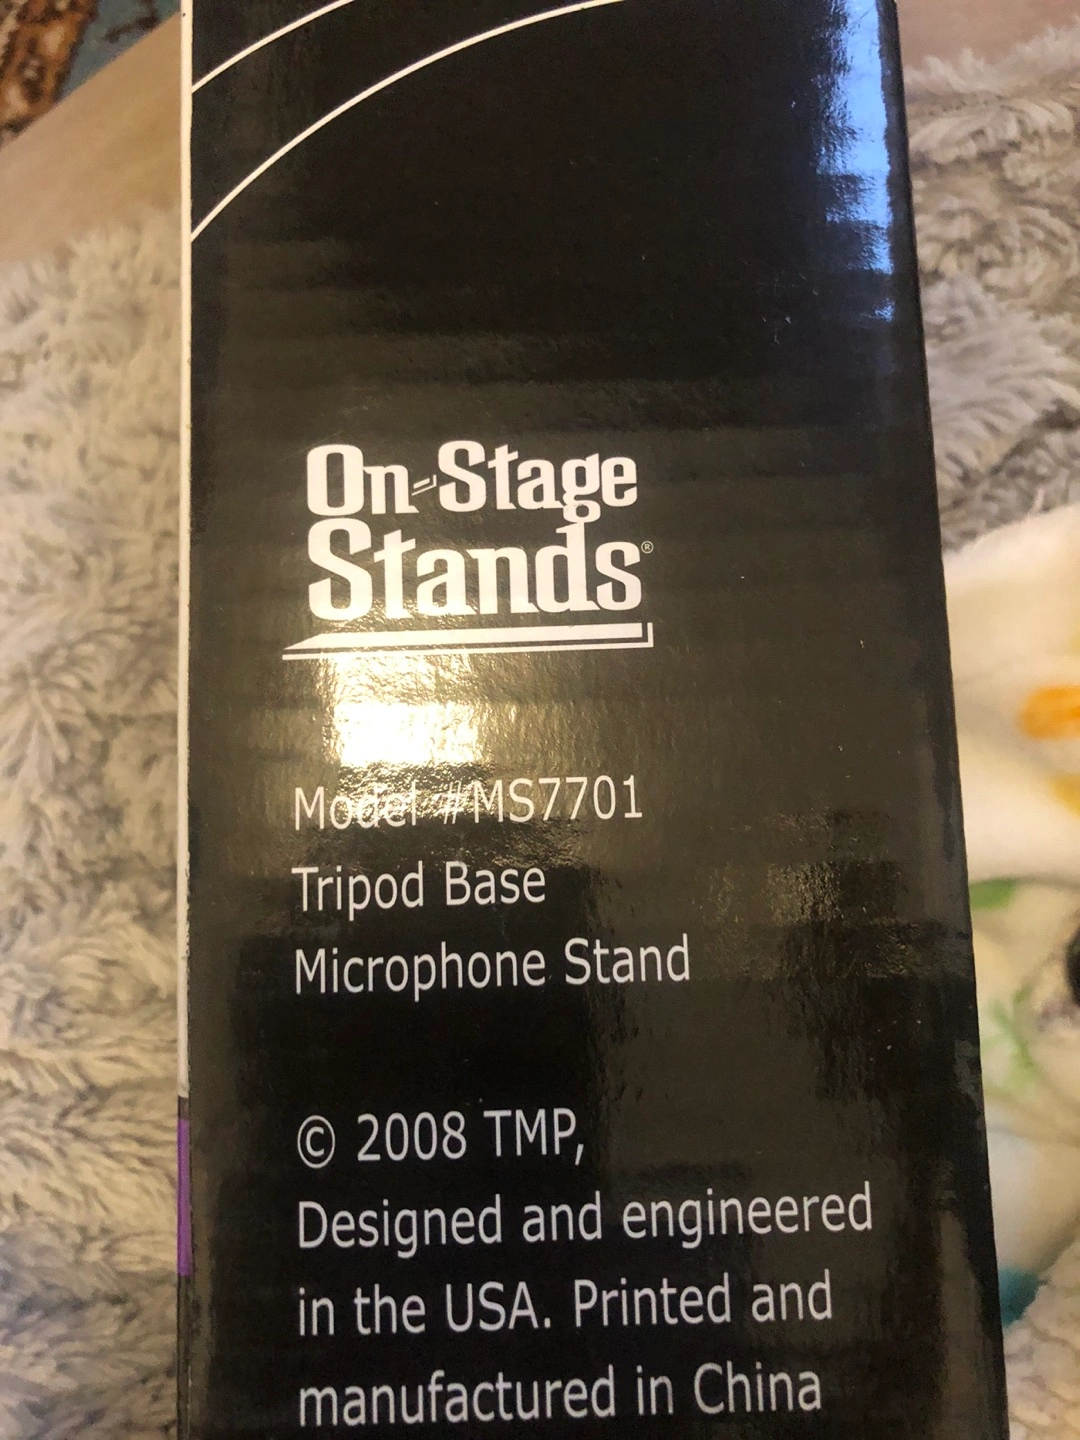 On-Stage
Stands®
Model #MS7701
Tripod Base
Microphone Stand
© 2008 TMP,
Designed and engineered
in the USA. Printed and
manufactured in China